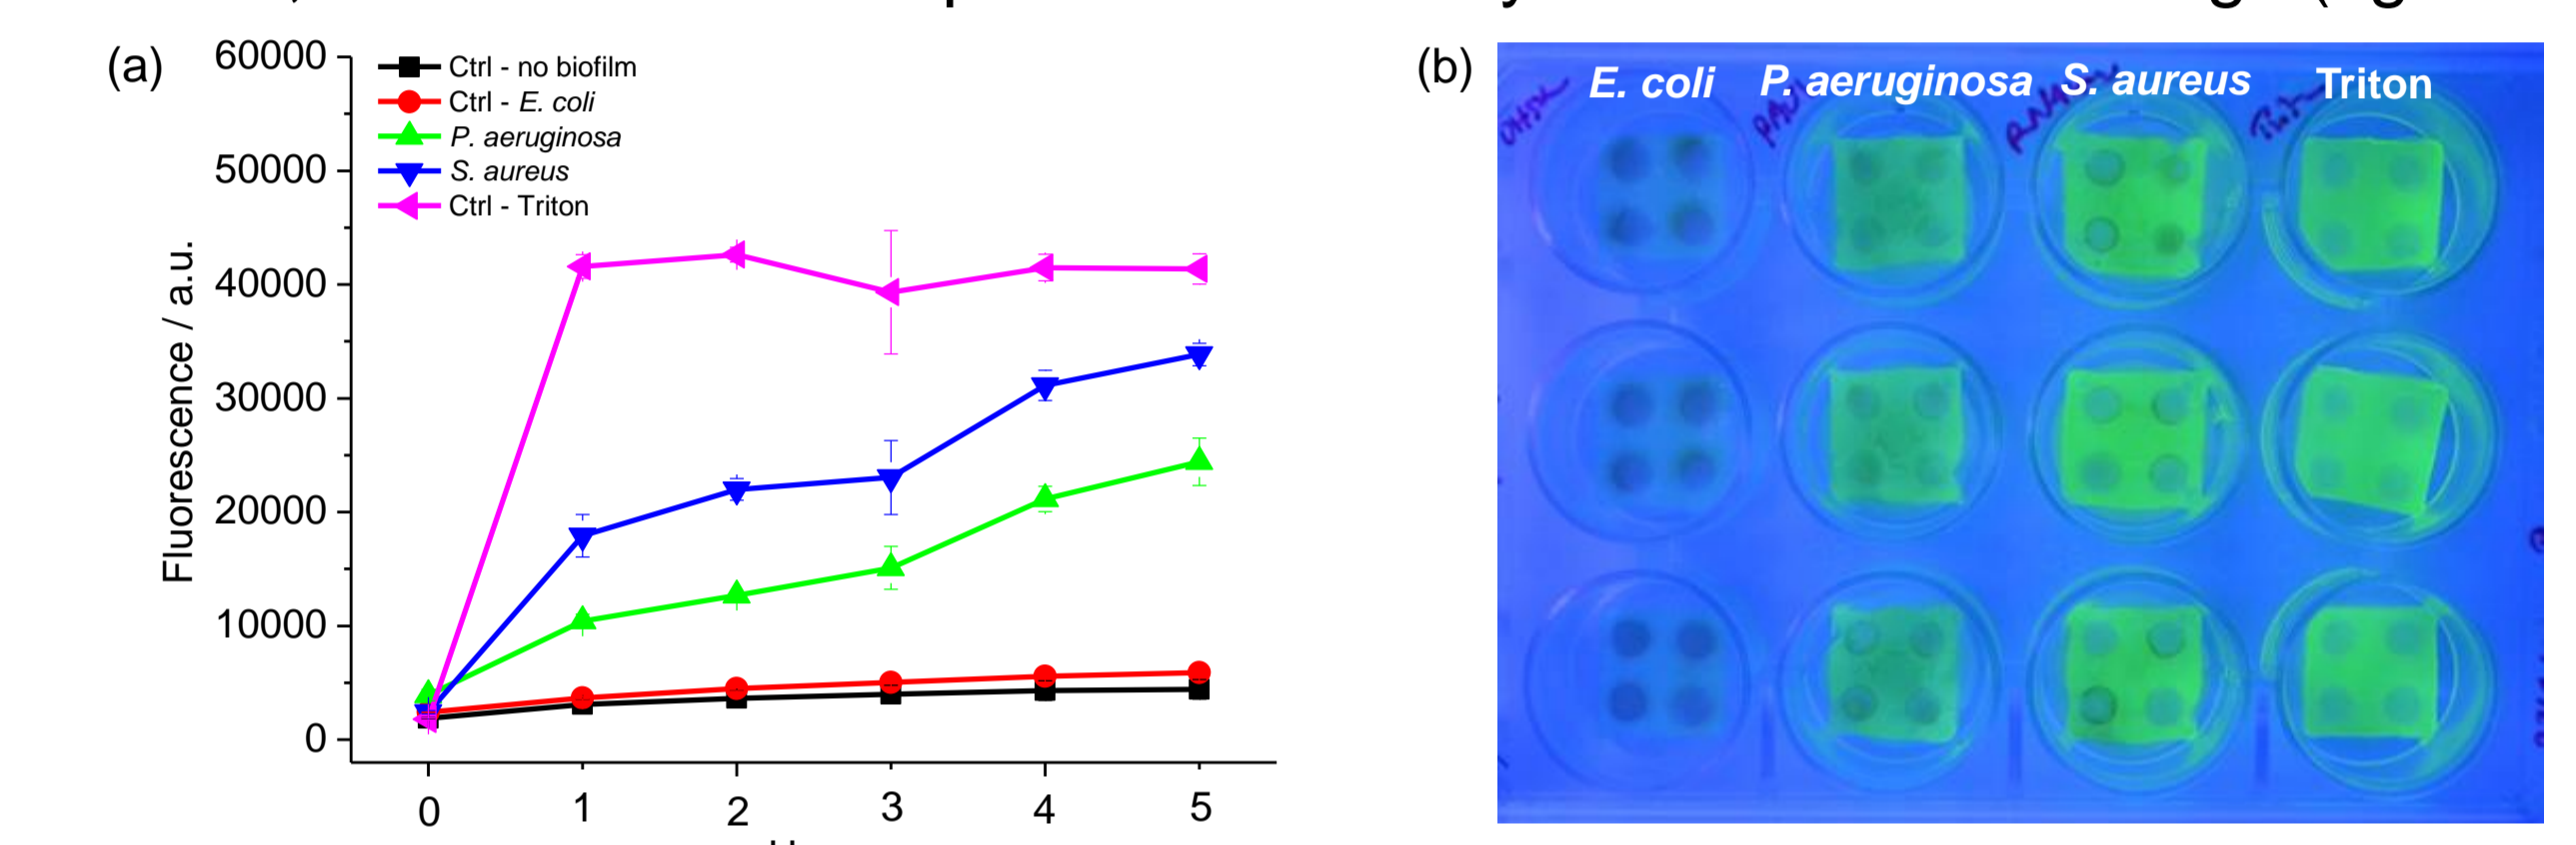 (a)
60000
50000
40000
30000
20000
10000
0
Fluorescence / a.u.
Ctrl - no biofilm
Ctrl - E. coli
P. aeruginosa
S. aureus
Ctrl - Triton
0 1 2 3 4 5
(b)
E. coli P. aeruginosa S. aureus Triton